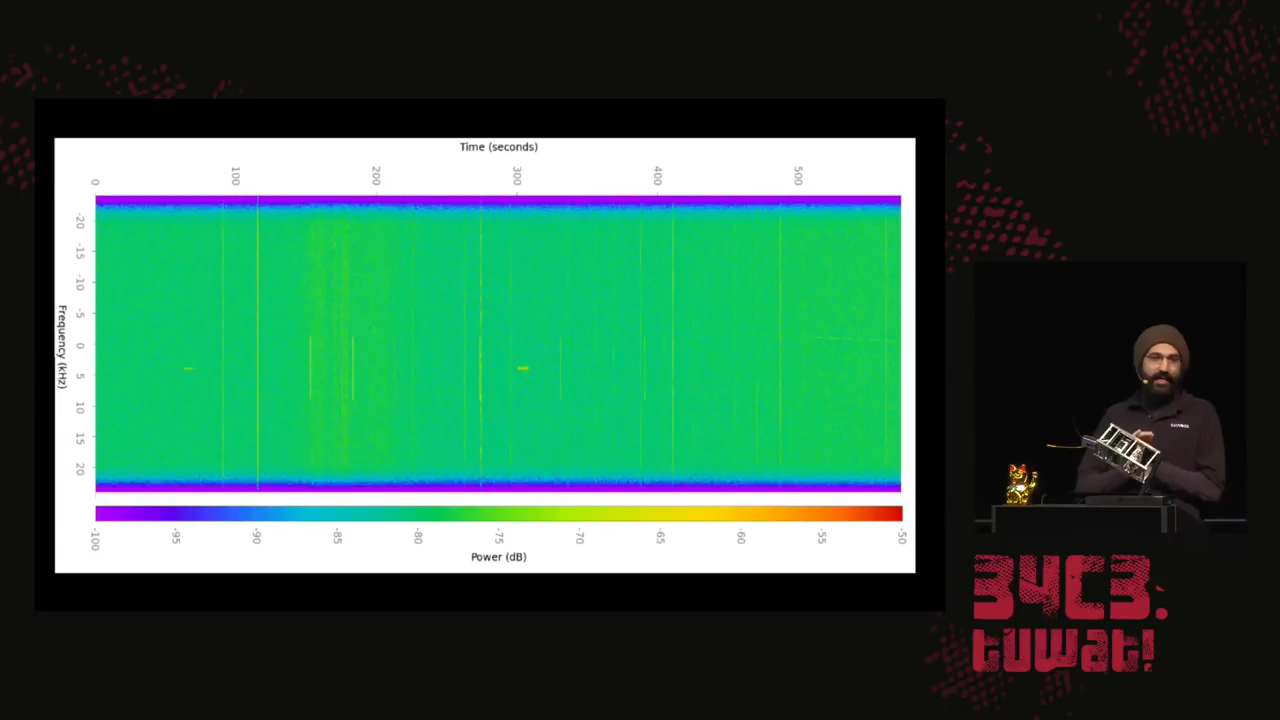 Time (seconds)
0 100 200 300 400 500
Frequency (kHz)
-20
-15
-10
-5
0
5
10
15
20
-100 -95 -90 -85 -80 -75 -70 -65 -60 -55 -50
Power (dB)
34C3.
tuwat!